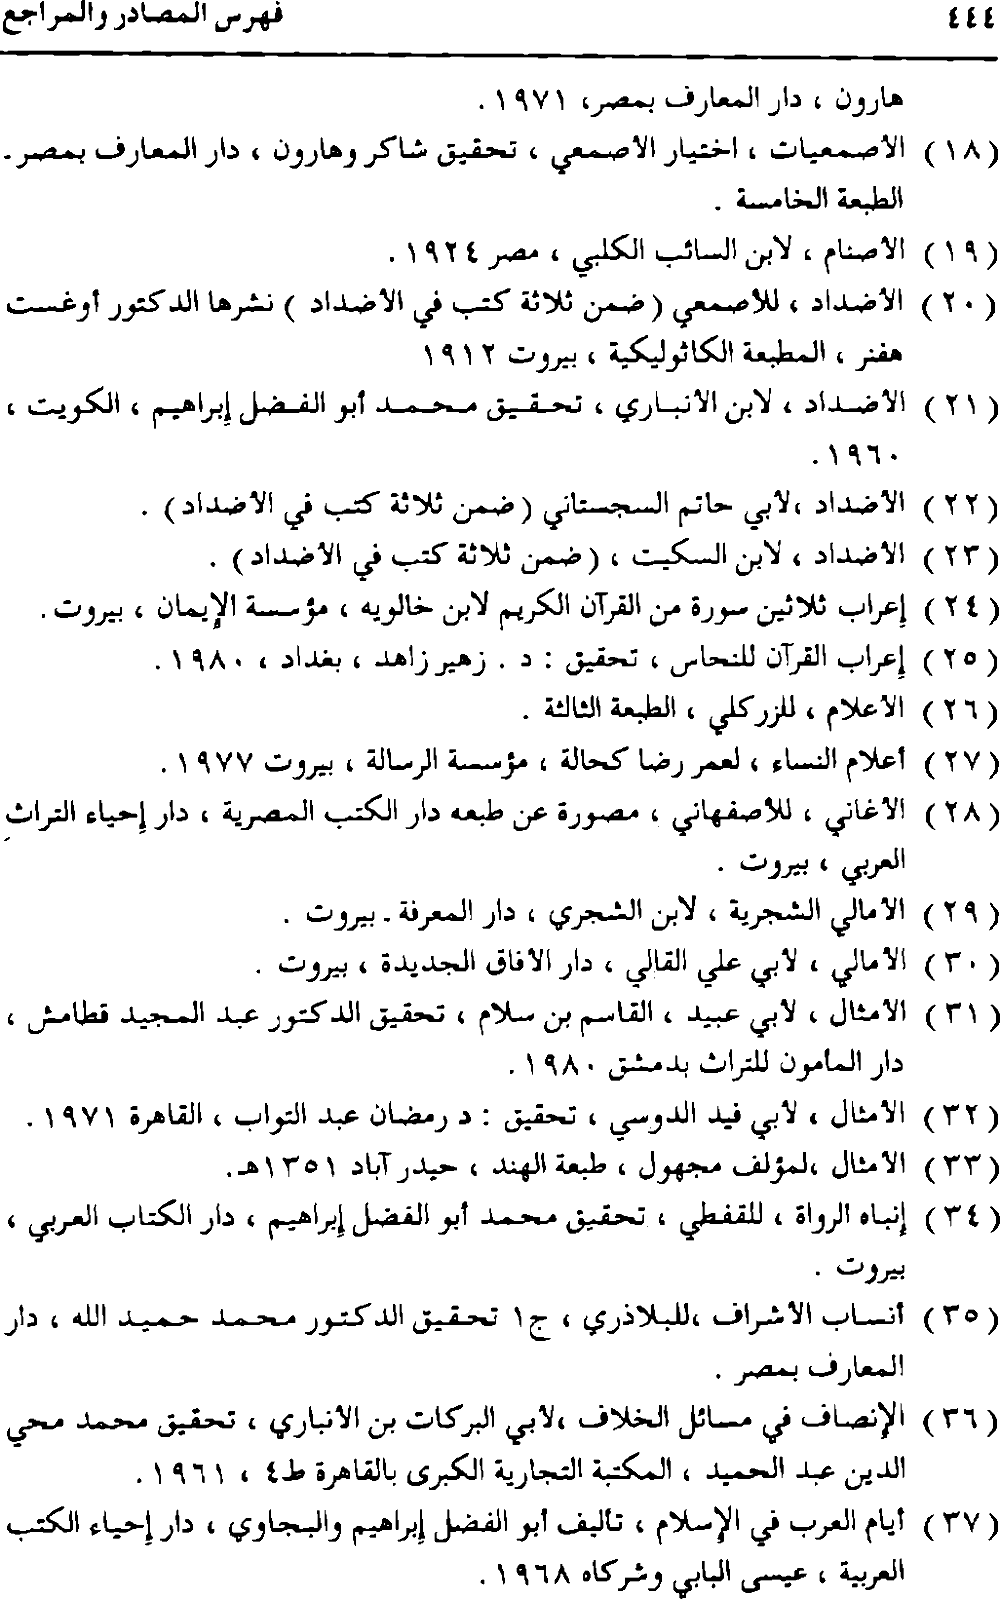 ٤٤٤ فهرس المصادر والمراجع
هارون ، دار المعارف بمصر، ١٩٧١ .
(١٨) الأصمعيات ، اختيار الأصمعي ، تحقيق شاكر وهارون ، دار المعارف بمصر .
الطبعة الخامسة .
(١٩) الأصنام ، لابن السائب الكلبي ، مصر ١٩٢٤ .
(٢٠) الأضداد ، للأصمعي ( ضمن ثلاثة كتب في الأضداد ) نشرها الدكتور أوغست
هفنر ، المطبعة الكاثوليكية ، بيروت ١٩١٢
(٢١) الأضداد ، لابن الأنباري ، تحقيق محمد أبو الفضل إبراهيم ، الكويت ،
١٩٦٠ .
(٢٢) الأضداد ،لأبي حاتم السجستاني ( ضمن ثلاثة كتب في الأضداد ) .
(٢٣) الأضداد ، لابن السكيت ، ( ضمن ثلاثة كتب في الأضداد ) .
(٢٤) إعراب ثلاثين سورة من القرآن الكريم لابن خالويه ، مؤسسة الإيمان ، بيروت .
(٢٥) إعراب القرآن للنحاس ، تحقيق : د . زهير زاهد ، بغداد ، ١٩٨٠ .
(٢٦) الأعلام ، للزركلي ، الطبعة الثالثة .
(٢٧) أعلام النساء ، لعمر رضا كحالة ، مؤسسة الرسالة ، بيروت ١٩٧٧ .
(٢٨) الأغاني ، للأصفهاني ، مصورة عن طبعه دار الكتب المصرية ، دار إحياء التراث
العربي ، بيروت .
(٢٩) الأمالي الشجرية ، لابن الشجري ، دار المعرفة . بيروت .
(٣٠) الأمالي ، لأبي علي القالي ، دار الأفاق الجديدة ، بيروت .
(٣١) الأمثال ، لأبي عبيد ، القاسم بن سلام ، تحقيق الدكتور عبد المجيد قطامش ،
دار المأمون للتراث بدمشق ١٩٨٠ .
(٣٢) الأمثال ، لأبي فيد الدوسي ، تحقيق : د رمضان عبد التواب ، القاهرة ١٩٧١ .
(٣٣) الأمثال ،لمؤلف مجهول ، طبعة الهند ، حيدر آباد ١٣٥١هـ.
(٣٤) إنباه الرواة ، للقفطي ، تحقيق محمد أبو الفضل إبراهيم ، دار الكتاب العربي ،
بيروت .
(٣٥) أنساب الأشراف ،للبلاذري ، ج١ تحقيق الدكتور محمد حميد الله ، دار
المعارف بمصر .
(٣٦) الإنصاف في مسائل الخلاف ،لأبي البركات بن الأنباري ، تحقيق محمد محي
الدين عبد الحميد ، المكتبة التجارية الكبرى بالقاهرة ط٤ ، ١٩٦١ .
(٣٧) أيام العرب في الإسلام ، تأليف أبو الفضل إبراهيم والبجاوي ، دار إحياء الكتب
العربية ، عيسى البابي وشركاه ١٩٦٨ .